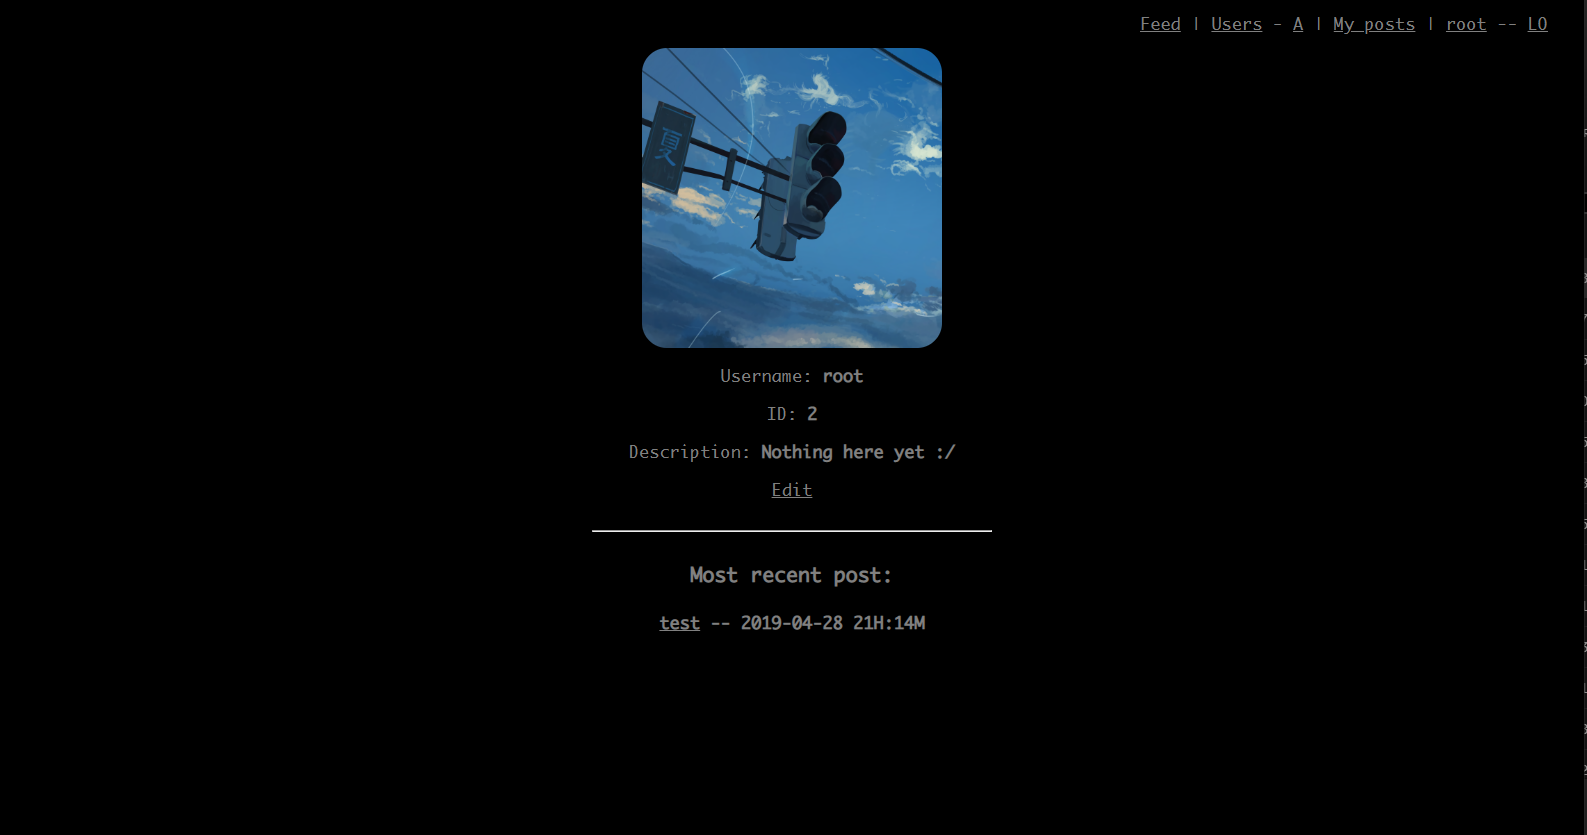 Feed | Users - A | My posts | root -- LO
夏
Username: root
ID: 2
Description: Nothing here yet :/
Edit
Most recent post:
test -- 2019-04-28 21H:14M